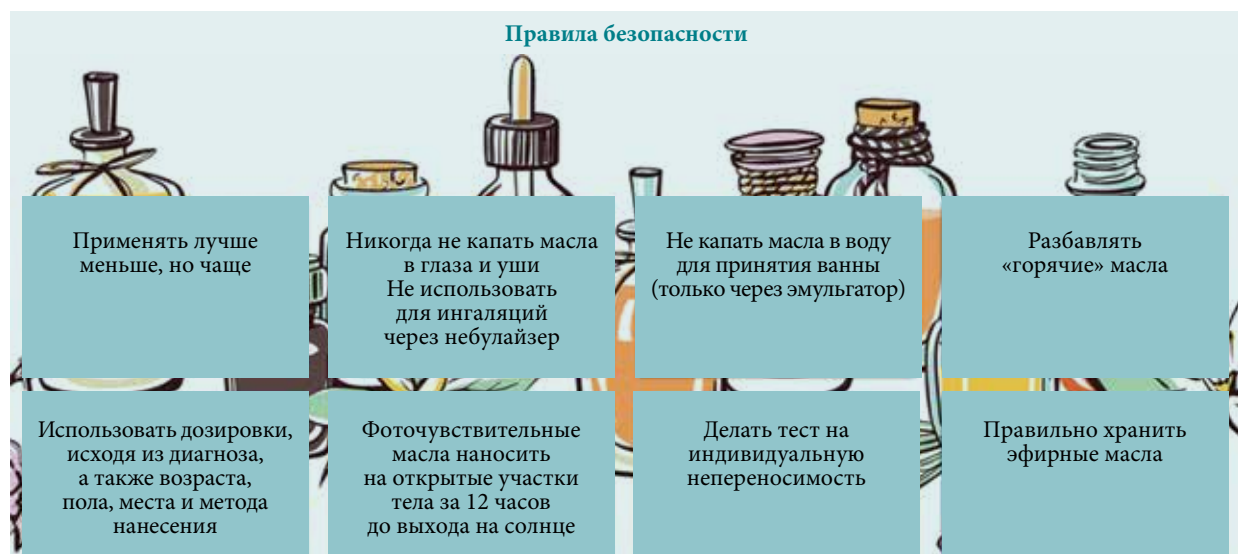 Правила безопасности
Применять лучше
меньше, но чаще
Никогда не капать масла
в глаза и уши
Не использовать
для ингаляций
через небулайзер
Не капать масла в воду
для принятия ванны
(только через эмульгатор)
Разбавлять
«горячие» масла
Использовать дозировки,
исходя из диагноза,
а также возраста,
пола, места и метода
нанесения
Фоточувствительные
масла наносить
на открытые участки
тела за 12 часов
до выхода на солнце
Делать тест на
индивидуальную
непереносимость
Правильно хранить
эфирные масла